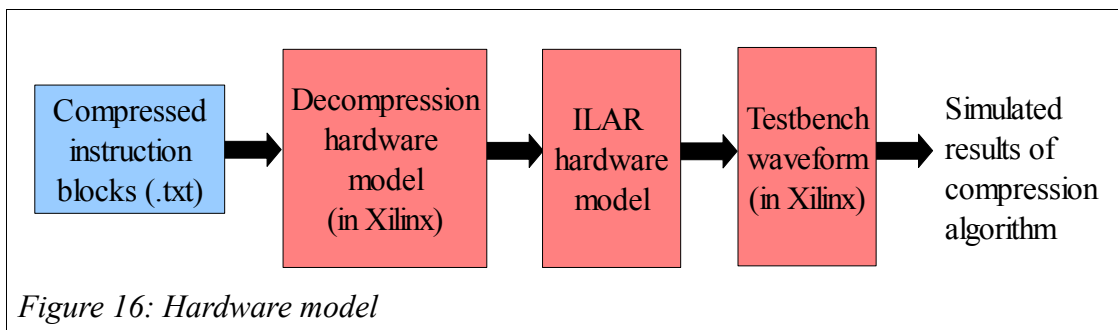 Compressed
instruction
blocks (.txt)
Decompression
hardware
model
(in Xilinx)
ILAR
hardware
model
Testbench
waveform
(in Xilinx)
Simulated
results of
compression
algorithm
Figure 16: Hardware model